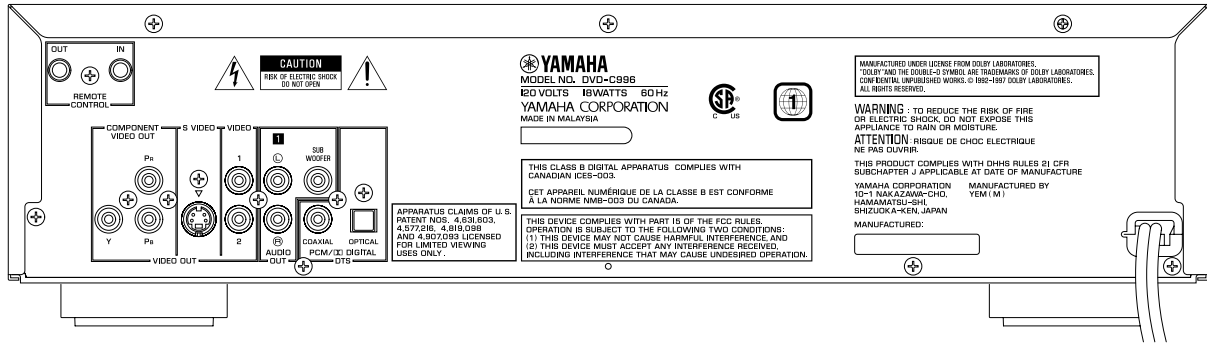 OUT IN
REMOTE
CONTROL
CAUTION
RISK OF ELECTRIC SHOCK
DO NOT OPEN
YAMAHA
MODEL NO. DVD-C996
120 VOLTS 18WATTS 60Hz
YAMAHA CORPORATION
MADE IN MALAYSIA
C US
1
MANUFACTURED UNDER LICENSE FROM DOLBY LABORATORIES.
"DOLBY" AND THE DOUBLE-D SYMBOL ARE TRADEMARKS OF DOLBY LABORATORIES.
CONFIDENTIAL UNPUBLISHED WORKS. © 1992-1997 DOLBY LABORATORIES.
ALL RIGHTS RESERVED.
WARNING : TO REDUCE THE RISK OF FIRE
OR ELECTRIC SHOCK, DO NOT EXPOSE THIS
APPLIANCE TO RAIN OR MOISTURE.
ATTENTION : RISQUE DE CHOC ELECTRIQUE
NE PAS OUVRIR.
THIS PRODUCT COMPLIES WITH DHHS RULES 21 CFR
SUBCHAPTER J APPLICABLE AT DATE OF MANUFACTURE
YAMAHA CORPORATION
10-1 NAKAZAWA-CHO,
HAMAMATSU-SHI,
SHIZUOKA-KEN, JAPAN
MANUFACTURED BY
YEM (M)
MANUFACTURED:
COMPONENT
VIDEO OUT
S VIDEO
VIDEO
1
SUB
WOOFER
PR
1
L
Y
PB
2
R
COAXIAL
OPTICAL
VIDEO OUT
AUDIO
OUT
PCM/DD DIGITAL
DTS
APPARATUS CLAIMS OF U. S.
PATENT NOS. 4,631,603,
4,577,216, 4,819,098
AND 4,907,093 LICENSED
FOR LIMITED VIEWING
USES ONLY.
THIS CLASS B DIGITAL APPARATUS COMPLIES WITH
CANADIAN ICES-003.
CET APPAREIL NUMÉRIQUE DE LA CLASSE B EST CONFORME
À LA NORME NMB-003 DU CANADA.
THIS DEVICE COMPLIES WITH PART 15 OF THE FCC RULES.
OPERATION IS SUBJECT TO THE FOLLOWING TWO CONDITIONS:
(1) THIS DEVICE MAY NOT CAUSE HARMFUL INTERFERENCE, AND
(2) THIS DEVICE MUST ACCEPT ANY INTERFERENCE RECEIVED,
INCLUDING INTERFERENCE THAT MAY CAUSE UNDESIRED OPERATION.